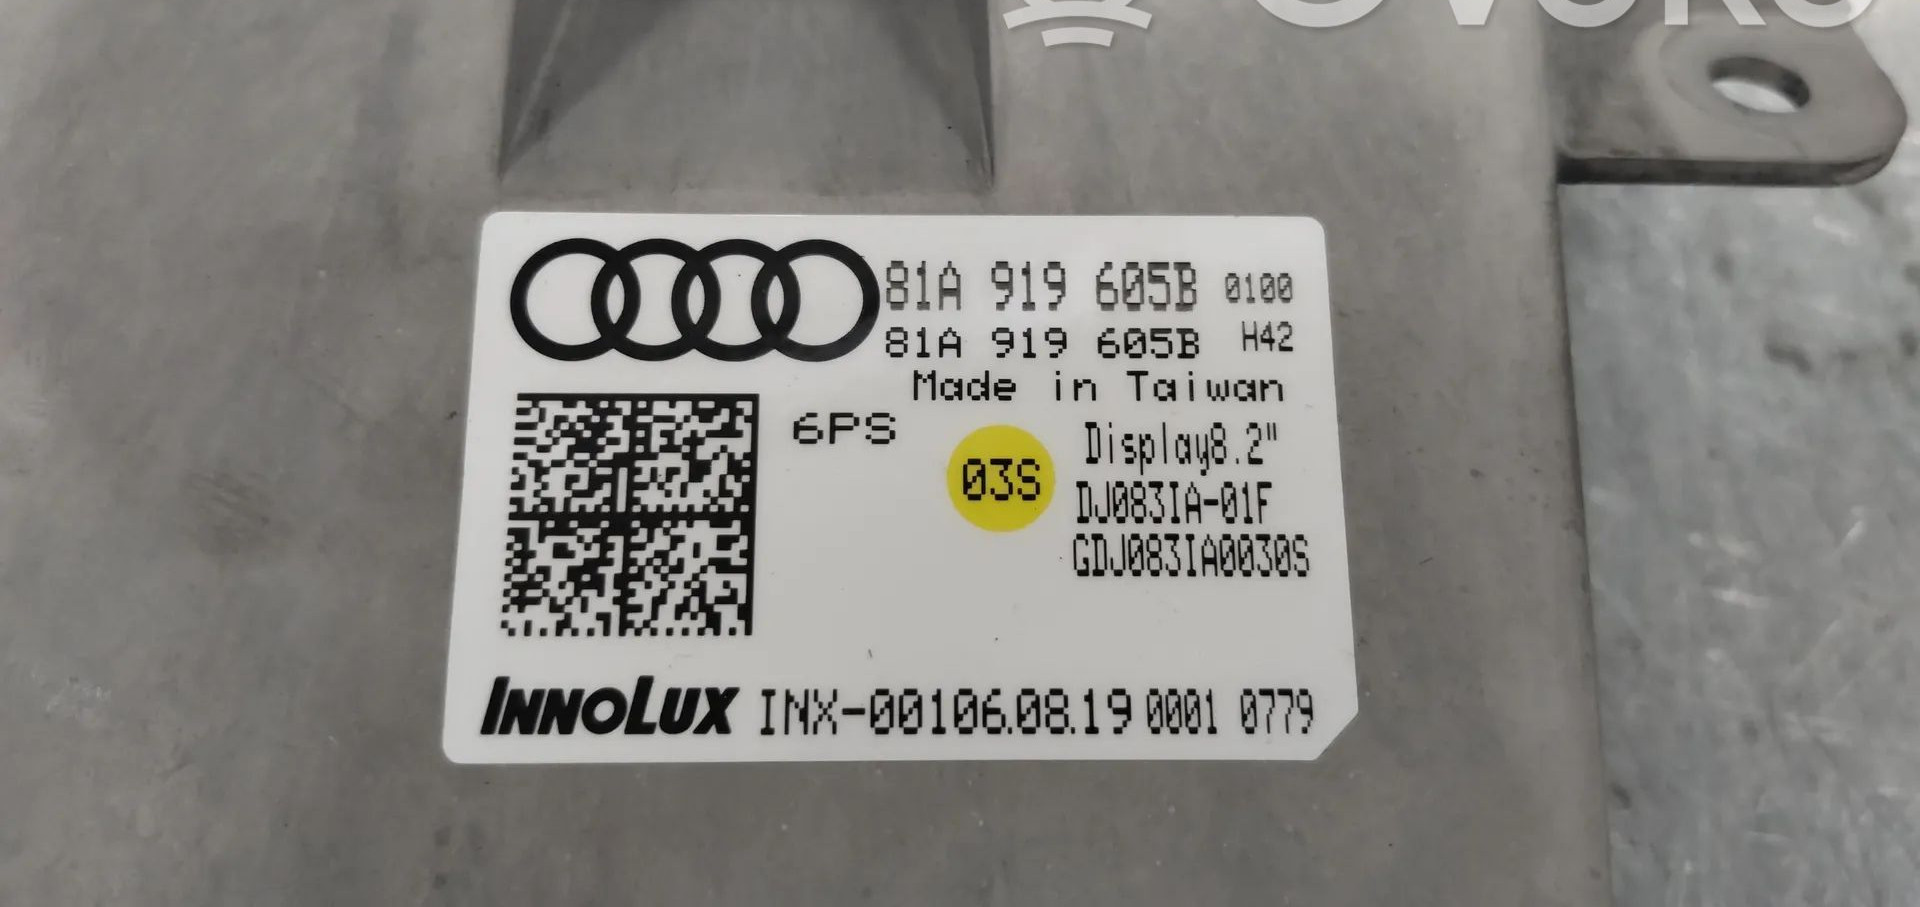 81A 919 605B 0100
81A 919 605B H42
Made in Taiwan
6PS
03S
Display8.2"
DJ083IA-01F
GDJ083IA0030S
INNOLUX INX-00106.08.19 0001 0779